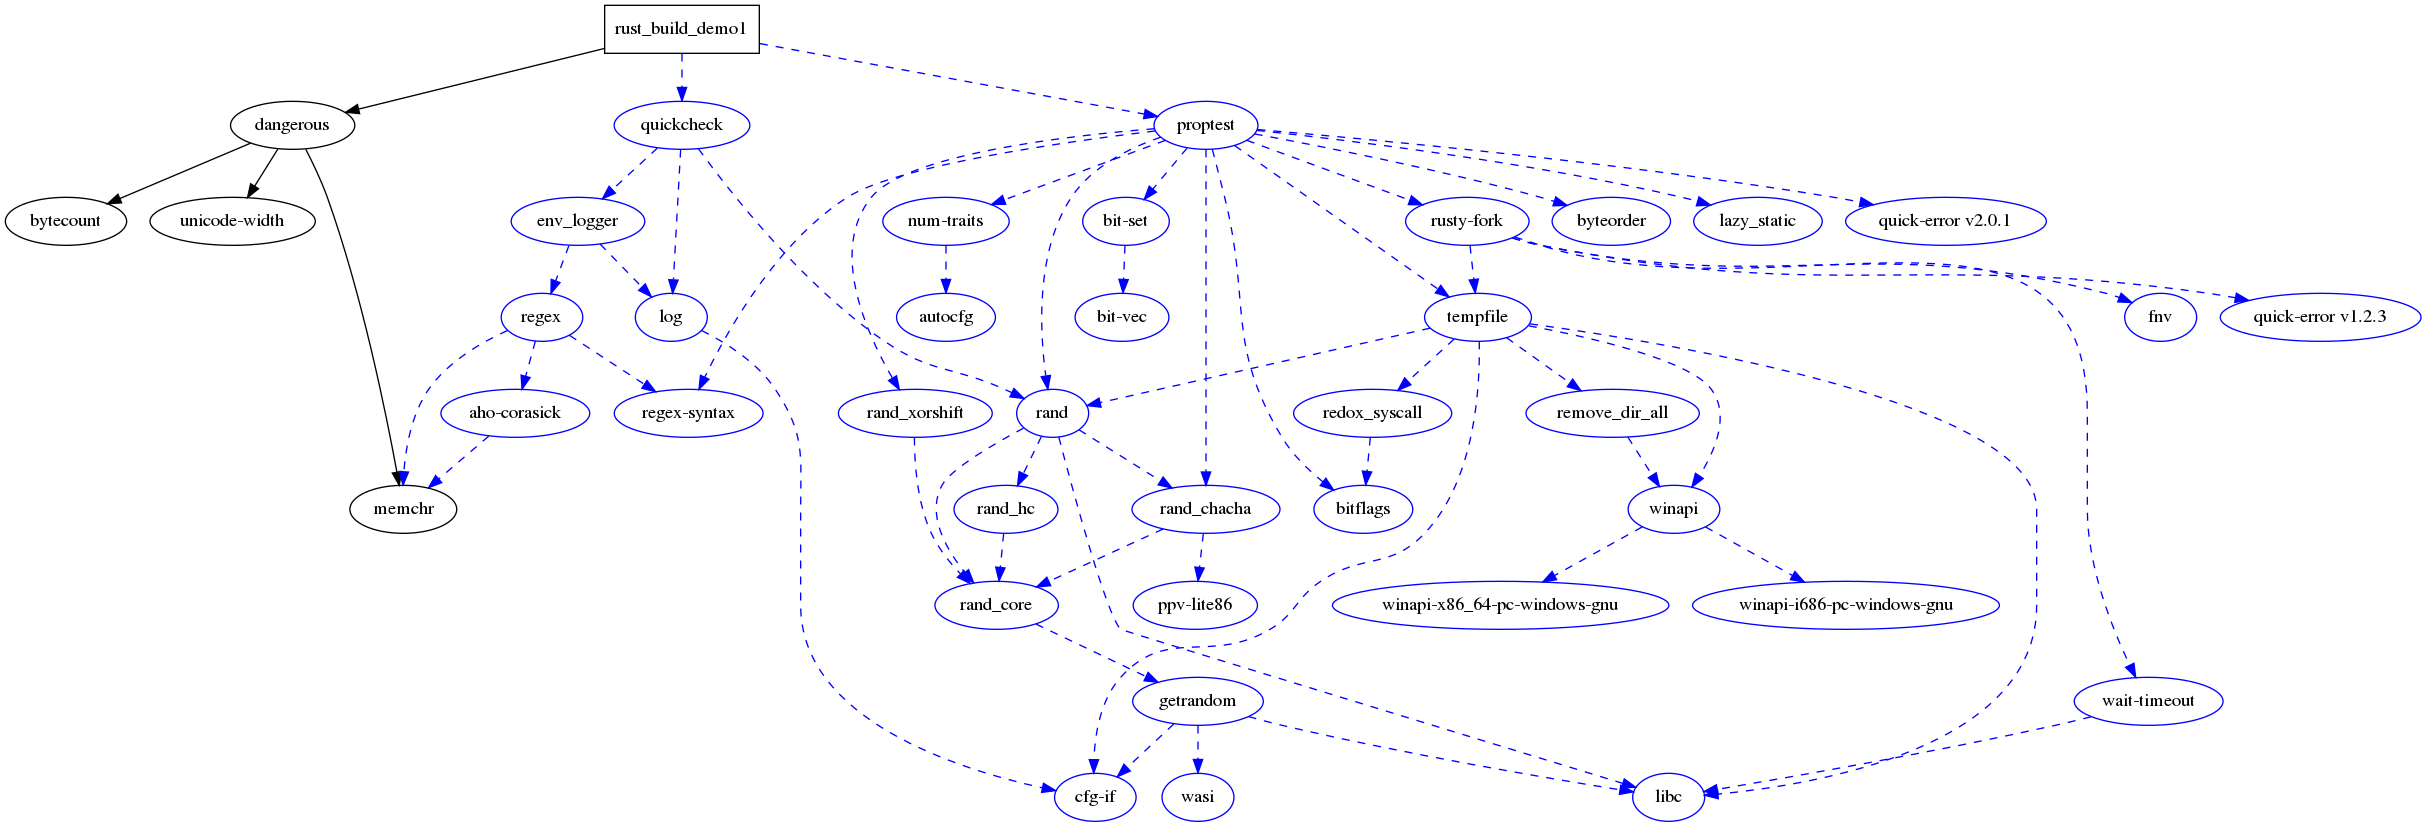 rust_build_demo1
dangerous
quickcheck
proptest
bytecount
unicode-width
env_logger
num-traits
bit-set
rusty-fork
byteorder
lazy_static
quick-error v2.0.1
regex
log
autocfg
bit-vec
tempfile
fnv
quick-error v1.2.3
aho-corasick
regex-syntax
rand_xorshift
rand
redox_syscall
remove_dir_all
memchr
rand_hc
rand_chacha
bitflags
winapi
rand_core
ppv-lite86
winapi-x86_64-pc-windows-gnu
winapi-i686-pc-windows-gnu
getrandom
wait-timeout
cfg-if
wasi
libc